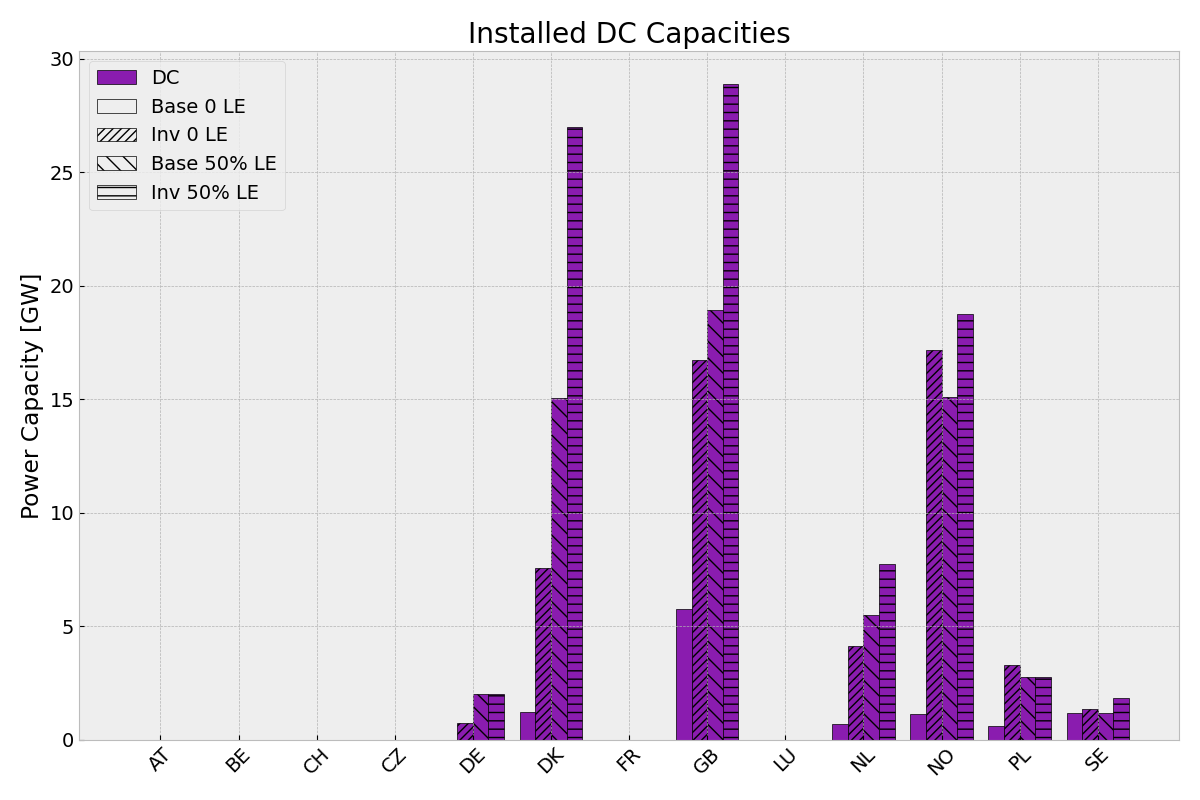 Installed DC Capacities
DC
Base 0 LE
Inv 0 LE
Base 50% LE
Inv 50% LE
Power Capacity [GW]
30
25
20
15
10
5
0
AT
BE
CH
CZ
DE
DK
FR
GB
LU
NL
NO
PL
SE